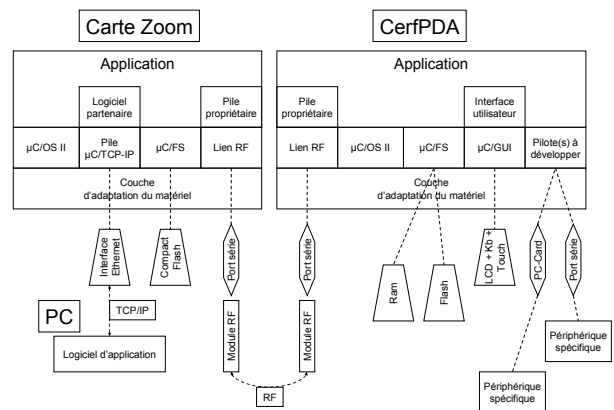 Carte Zoom
CerfPDA
Application
Application
Logiciel
partenaire
Pile
propriétaire
Pile
propriétaire
Interface
utilisateur
µC/OS II
Pile
µC/TCP-IP
µC/FS
Lien RF
Lien RF
µC/OS II
µC/FS
µC/GUI
Pilote(s) à
développer
Couche
d'adaptation du matériel
Couche
d'adaptation du matériel
Interface
Ethernet
Compact
Flash
Port série
Port série
Ram
Flash
LCD + Kb +
Touch
PC-Card
Port série
PC
TCP/IP
Logiciel d'application
Module RF
Module RF
RF
Périphérique
spécifique
Périphérique
spécifique